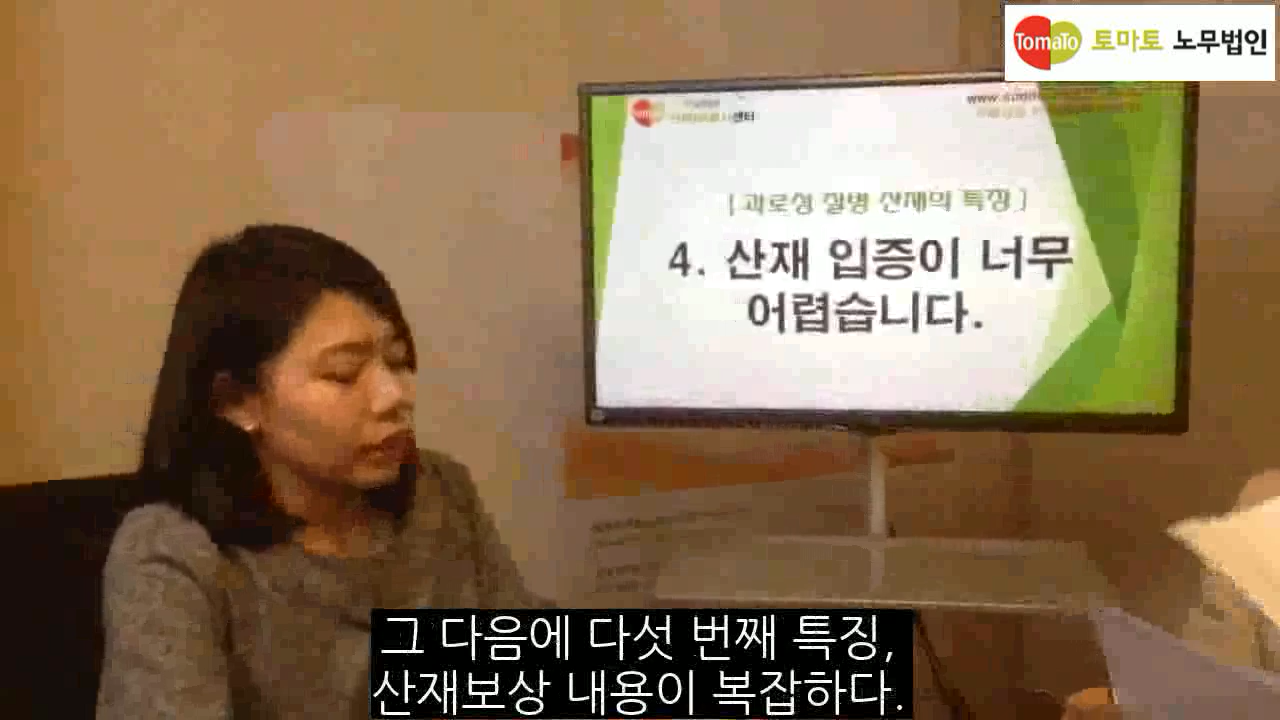 TomaTo 토마토 노무법인
[ 과로성 질병 산재의 특징 ]
4. 산재 입증이 너무
어렵습니다.
그 다음에 다섯 번째 특징,
산재보상 내용이 복잡하다.